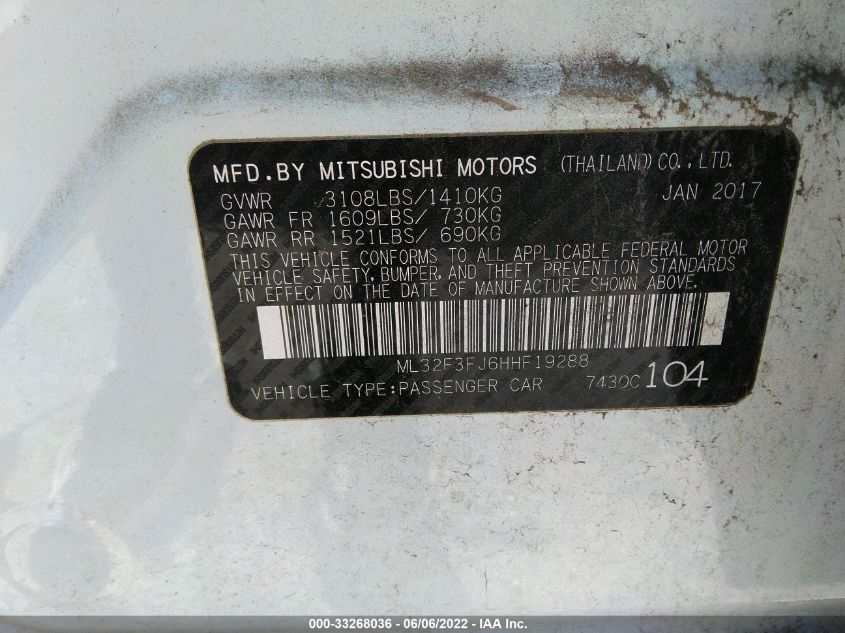 MFD.BY MITSUBISHI MOTORS (THAILAND) CO., LTD.
GVWR 3108LBS/1410KG JAN 2017
GAWR FR 1609LBS/ 730KG
GAWR RR 1521LBS/ 690KG
THIS VEHICLE CONFORMS TO ALL APPLICABLE FEDERAL MOTOR
VEHICLE SAFETY, BUMPER, AND THEFT PREVENTION STANDARDS
IN EFFECT ON THE DATE OF MANUFACTURE SHOWN ABOVE.
ML32F3FJ6HHF19288
VEHICLE TYPE:PASSENGER CAR 7430C 104
000-33268036 - 06/06/2022 - IAA Inc.